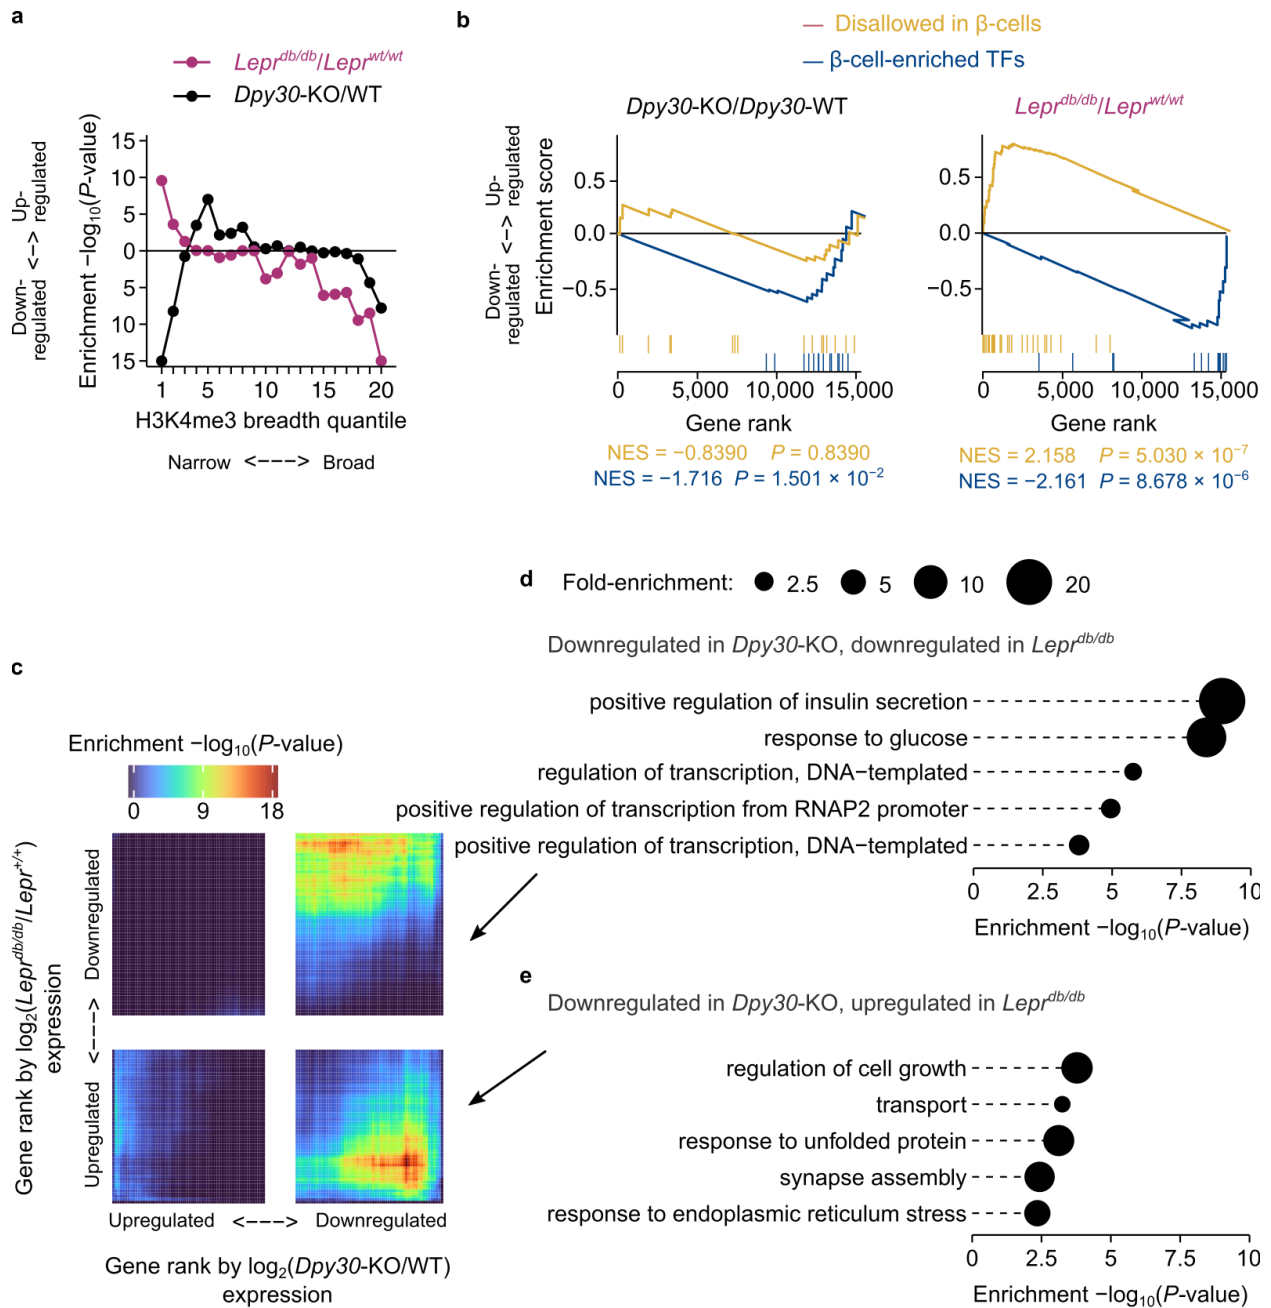 a
Lepr^db/db/Lepr^wt/wt
Dpy30-KO/WT
Down-regulated <--> Up-regulated
Enrichment −log10(P-value)
15
10
5
0
5
10
15
1 5 10 15 20
H3K4me3 breadth quantile
Narrow <---> Broad
b
Disallowed in β-cells
β-cell-enriched TFs
Dpy30-KO/Dpy30-WT
Lepr^db/db/Lepr^wt/wt
Down-regulated <--> Up-regulated
Enrichment score
0.5
0.0
−0.5
0 5,000 10,000 15,000
Gene rank
NES = −0.8390 P = 0.8390
NES = −1.716 P = 1.501 × 10^−2
0.5
0.0
−0.5
0 5,000 10,000 15,000
Gene rank
NES = 2.158 P = 5.030 × 10^−7
NES = −2.161 P = 8.678 × 10^−6
c
Enrichment −log10(P-value)
0 9 18
Gene rank by log2(Lepr^db/db/Lepr^+/+)
expression
Upregulated <---> Downregulated
Upregulated <---> Downregulated
Gene rank by log2(Dpy30-KO/WT)
expression
d
Fold-enrichment: 2.5 5 10 20
Downregulated in Dpy30-KO, downregulated in Lepr^db/db
positive regulation of insulin secretion
response to glucose
regulation of transcription, DNA−templated
positive regulation of transcription from RNAP2 promoter
positive regulation of transcription, DNA−templated
0 2.5 5 7.5 10
Enrichment −log10(P-value)
e
Downregulated in Dpy30-KO, upregulated in Lepr^db/db
regulation of cell growth
transport
response to unfolded protein
synapse assembly
response to endoplasmic reticulum stress
0 2.5 5 7.5 10
Enrichment −log10(P-value)